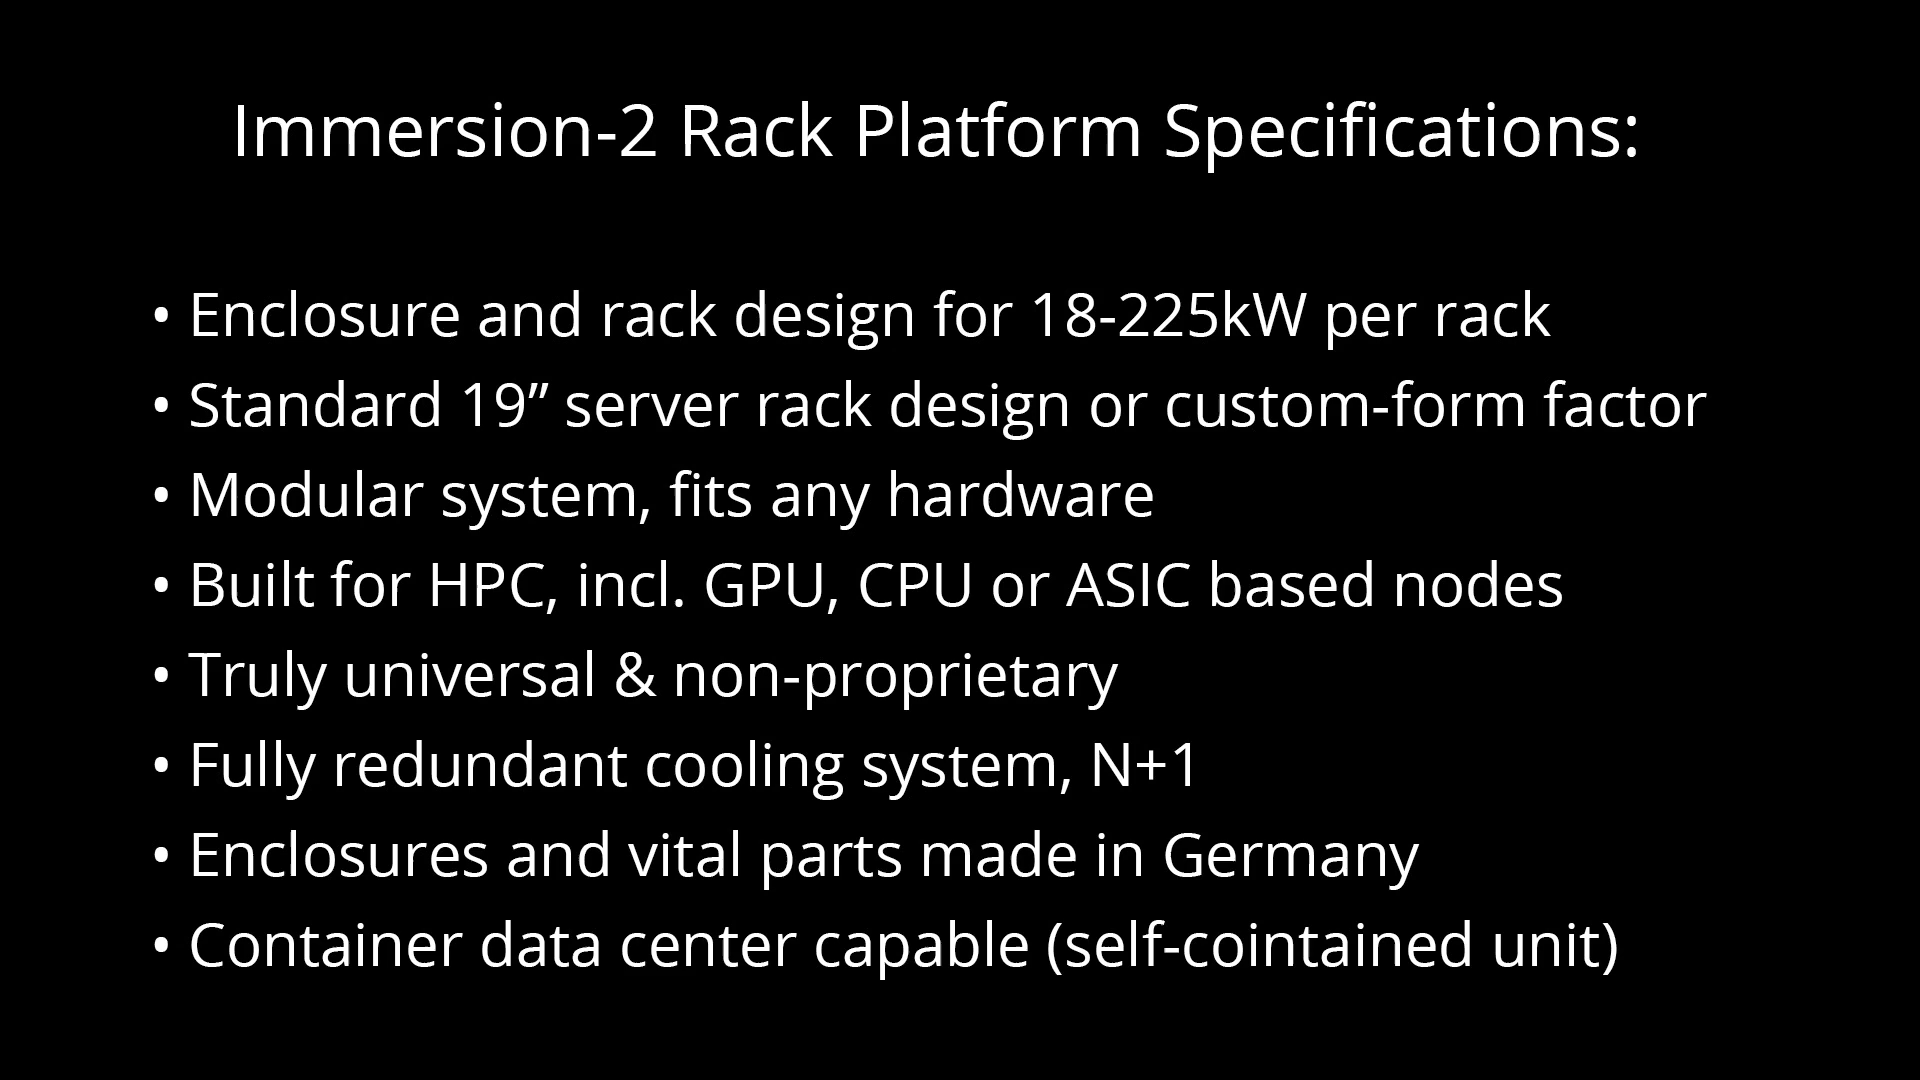 Immersion-2 Rack Platform Specifications:
• Enclosure and rack design for 18-225kW per rack
• Standard 19” server rack design or custom-form factor
• Modular system, fits any hardware
• Built for HPC, incl. GPU, CPU or ASIC based nodes
• Truly universal & non-proprietary
• Fully redundant cooling system, N+1
• Enclosures and vital parts made in Germany
• Container data center capable (self-cointained unit)